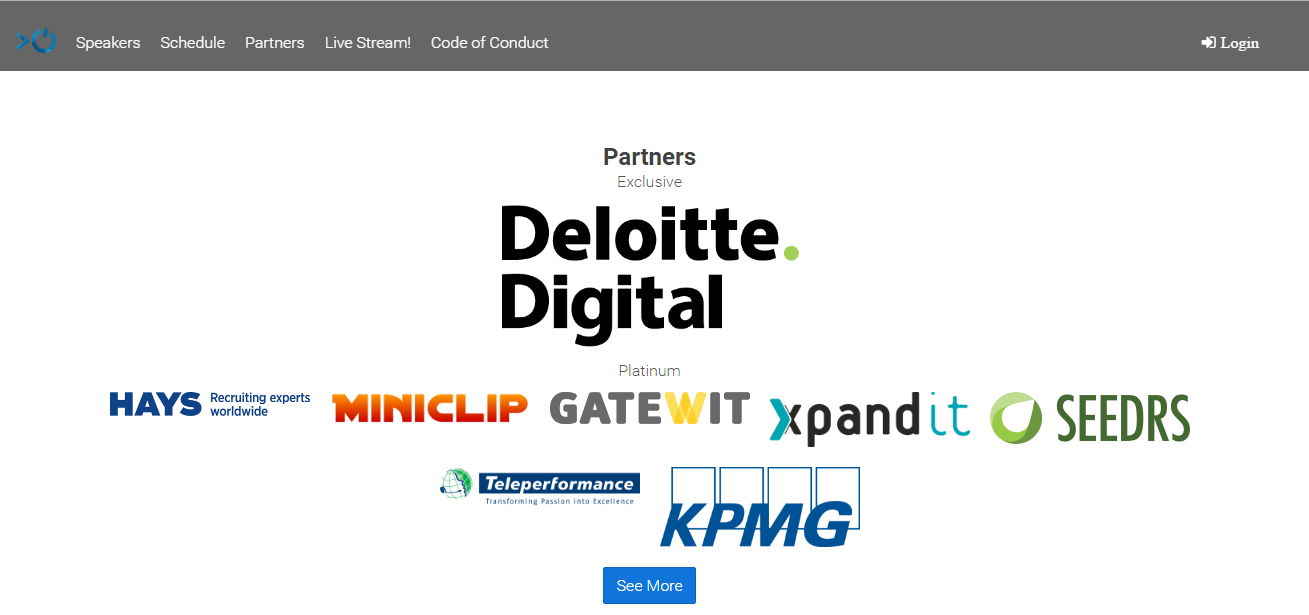 Speakers Schedule Partners Live Stream! Code of Conduct Login
Partners
Exclusive
Deloitte.
Digital
Platinum
HAYS Recruiting experts
worldwide
MINICLIP
GATEWIT
xpandit
SEEDRS
Teleperformance
Transforming Passion into Excellence
KPMG
See More